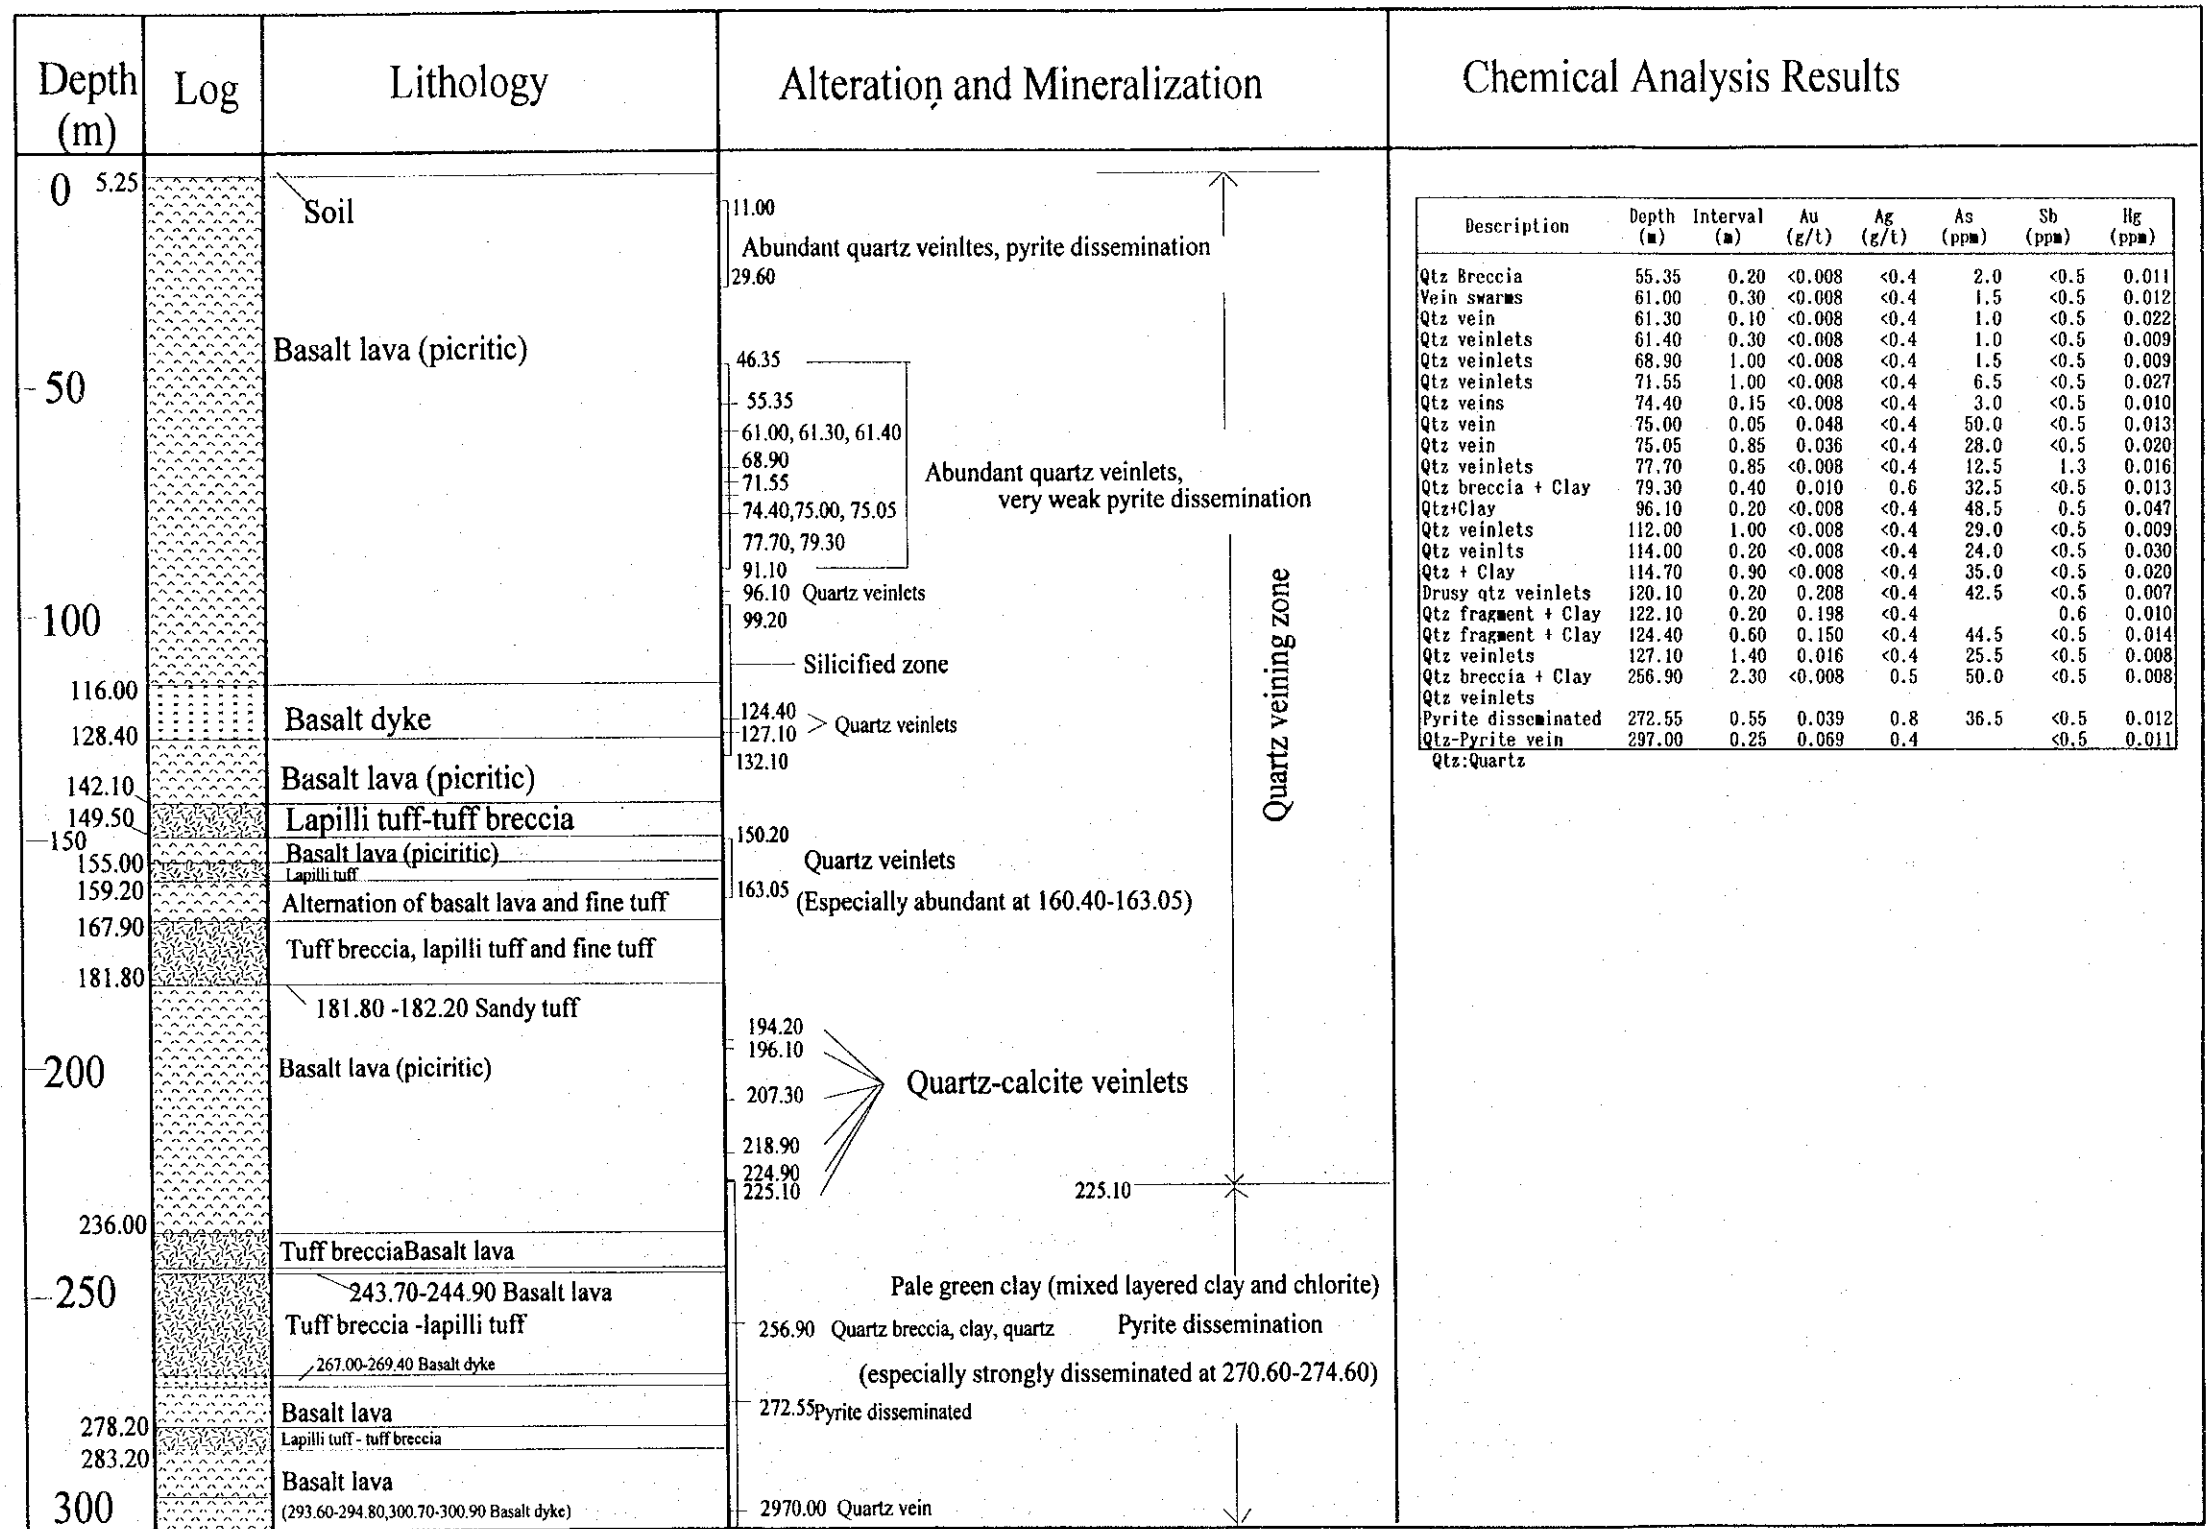 Depth
(m)
Log
Lithology
Alteration and Mineralization
Chemical Analysis Results
0
5.25
50
100
116.00
128.40
142.10
149.50
150
155.00
159.20
167.90
181.80
200
236.00
250
278.20
283.20
300
Soil
Basalt lava (picritic)
Basalt dyke
Basalt lava (picritic)
Lapilli tuff-tuff breccia
Basalt lava (piciritic)
Lapilli tuff
Alternation of basalt lava and fine tuff
Tuff breccia, lapilli tuff and fine tuff
181.80 -182.20 Sandy tuff
Basalt lava (piciritic)
Tuff brecciaBasalt lava
243.70-244.90 Basalt lava
Tuff breccia -lapilli tuff
267.00-269.40 Basalt dyke
Basalt lava
Lapilli tuff - tuff breccia
Basalt lava
(293.60-294.80,300.70-300.90 Basalt dyke)
11.00
Abundant quartz veinltes, pyrite dissemination
29.60
46.35
55.35
61.00, 61.30, 61.40
68.90
71.55
74.40,75.00, 75.05
77.70, 79.30
91.10
Abundant quartz veinlets,
very weak pyrite dissemination
96.10 Quartz veinlets
99.20
Silicified zone
124.40
127.10
> Quartz veinlets
132.10
150.20
Quartz veinlets
163.05 (Especially abundant at 160.40-163.05)
194.20
196.10
207.30
218.90
224.90
225.10
Quartz-calcite veinlets
Quartz veining zone
225.10
Pale green clay (mixed layered clay and chlorite)
256.90 Quartz breccia, clay, quartz
Pyrite dissemination
(especially strongly disseminated at 270.60-274.60)
272.55Pyrite disseminated
2970.00 Quartz vein
Description Depth (m) Interval (m) Au (g/t) Ag (g/t) As (ppm) Sb (ppm) Hg (ppm)
Qtz Breccia 55.35 0.20 <0.008 <0.4 2.0 <0.5 0.011
Vein swarms 61.00 0.30 <0.008 <0.4 1.5 <0.5 0.012
Qtz vein 61.30 0.10 <0.008 <0.4 1.0 <0.5 0.022
Qtz veinlets 61.40 0.30 <0.008 <0.4 1.0 <0.5 0.009
Qtz veinlets 68.90 1.00 <0.008 <0.4 1.5 <0.5 0.009
Qtz veinlets 71.55 1.00 <0.008 <0.4 6.5 <0.5 0.027
Qtz veins 74.40 0.15 <0.008 <0.4 3.0 <0.5 0.010
Qtz vein 75.00 0.05 0.048 <0.4 50.0 <0.5 0.013
Qtz vein 75.05 0.85 0.036 <0.4 28.0 <0.5 0.020
Qtz veinlets 77.70 0.85 <0.008 <0.4 12.5 1.3 0.016
Qtz breccia + Clay 79.30 0.40 0.010 0.6 32.5 <0.5 0.013
Qtz+Clay 96.10 0.20 <0.008 <0.4 48.5 0.5 0.047
Qtz veinlets 112.00 1.00 <0.008 <0.4 29.0 <0.5 0.009
Qtz veinlts 114.00 0.20 <0.008 <0.4 24.0 <0.5 0.030
Qtz + Clay 114.70 0.90 <0.008 <0.4 35.0 <0.5 0.020
Drusy qtz veinlets 120.10 0.20 0.208 <0.4 42.5 <0.5 0.007
Qtz fragment + Clay 122.10 0.20 0.198 <0.4 0.6 0.010
Qtz fragment + Clay 124.40 0.60 0.150 <0.4 44.5 <0.5 0.014
Qtz veinlets 127.10 1.40 0.016 <0.4 25.5 <0.5 0.008
Qtz breccia + Clay 256.90 2.30 <0.008 0.5 50.0 <0.5 0.008
Qtz veinlets
Pyrite disseminated 272.55 0.55 0.039 0.8 36.5 <0.5 0.012
Qtz-Pyrite vein 297.00 0.25 0.069 0.4 <0.5 0.011
Qtz:Quartz